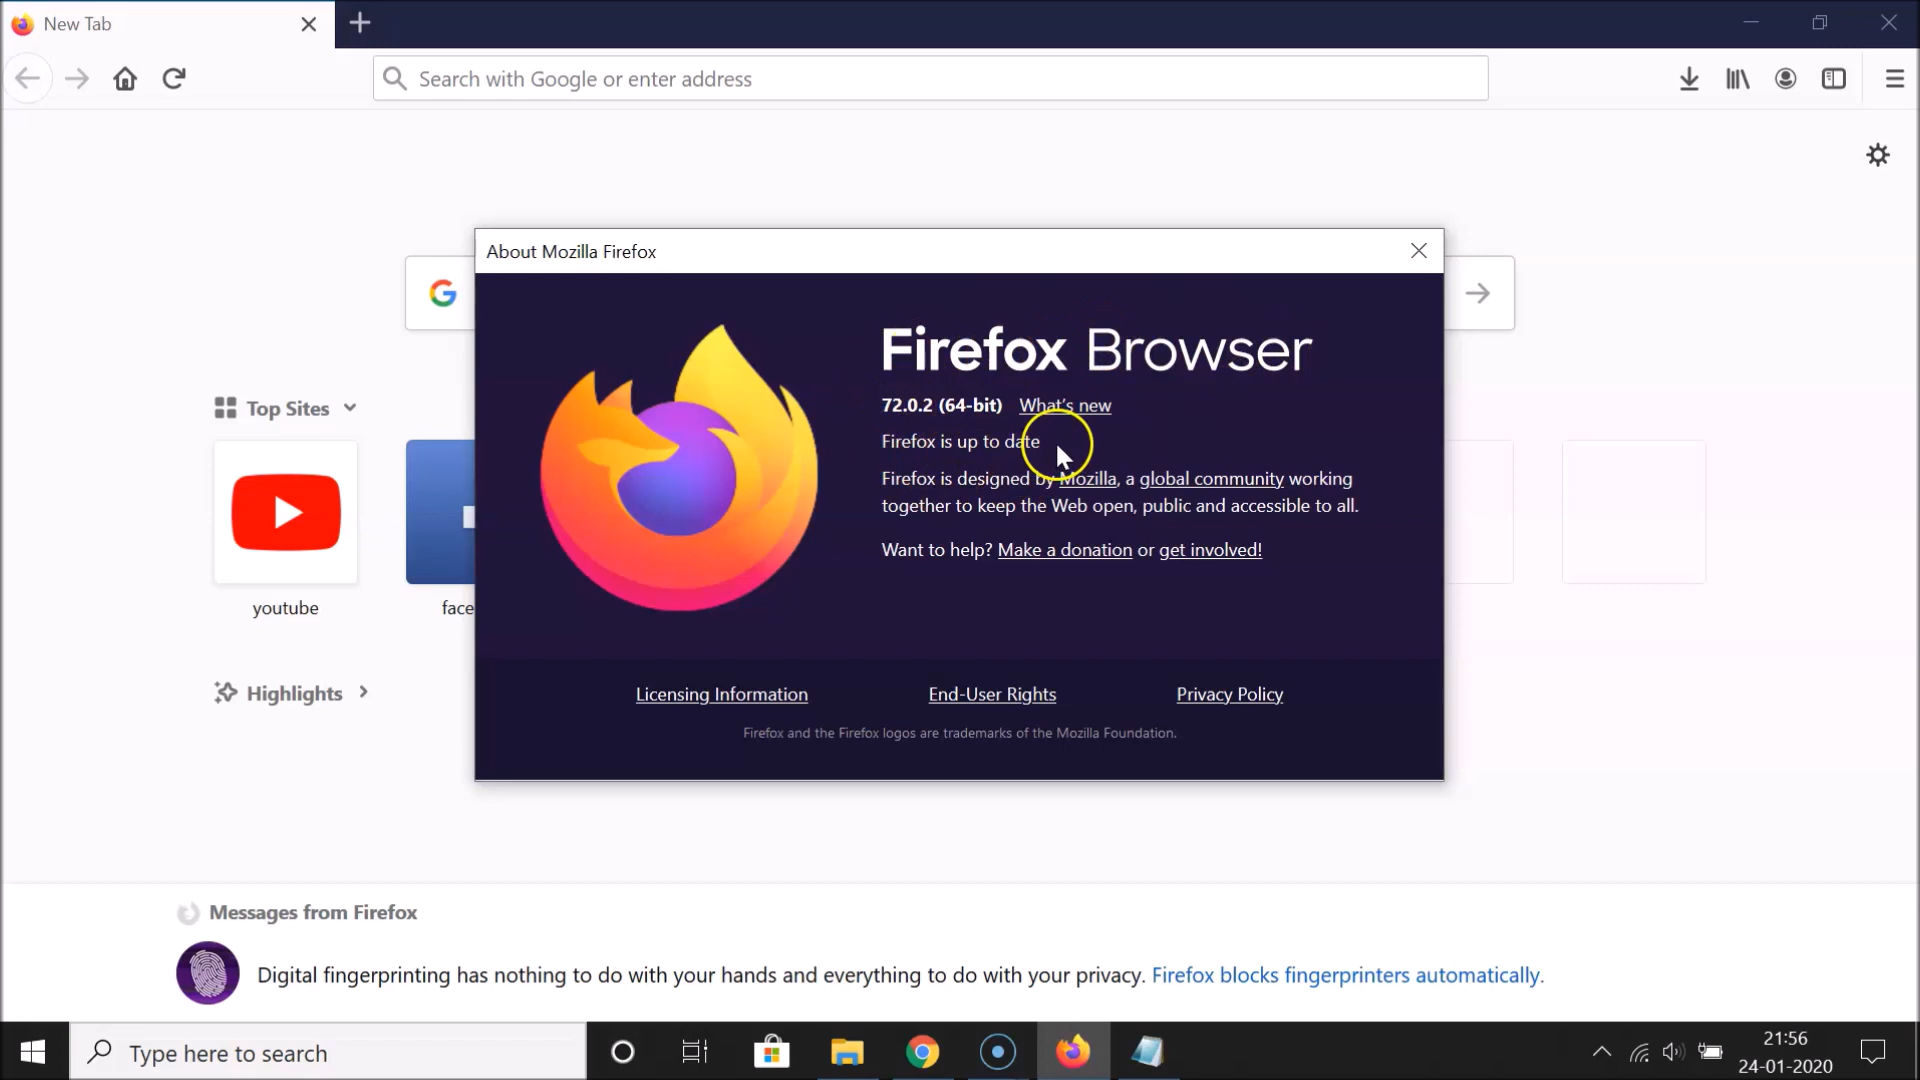 New Tab
Search with Google or enter address
About Mozilla Firefox
Firefox Browser
72.0.2 (64-bit) What's new
Firefox is up to date
Firefox is designed by Mozilla, a global community working
together to keep the Web open, public and accessible to all.
Want to help? Make a donation or get involved!
Licensing Information End-User Rights Privacy Policy
Firefox and the Firefox logos are trademarks of the Mozilla Foundation.
Top Sites
youtube
face
Highlights
Messages from Firefox
Digital fingerprinting has nothing to do with your hands and everything to do with your privacy. Firefox blocks fingerprinters automatically.
Type here to search
21:56
24-01-2020